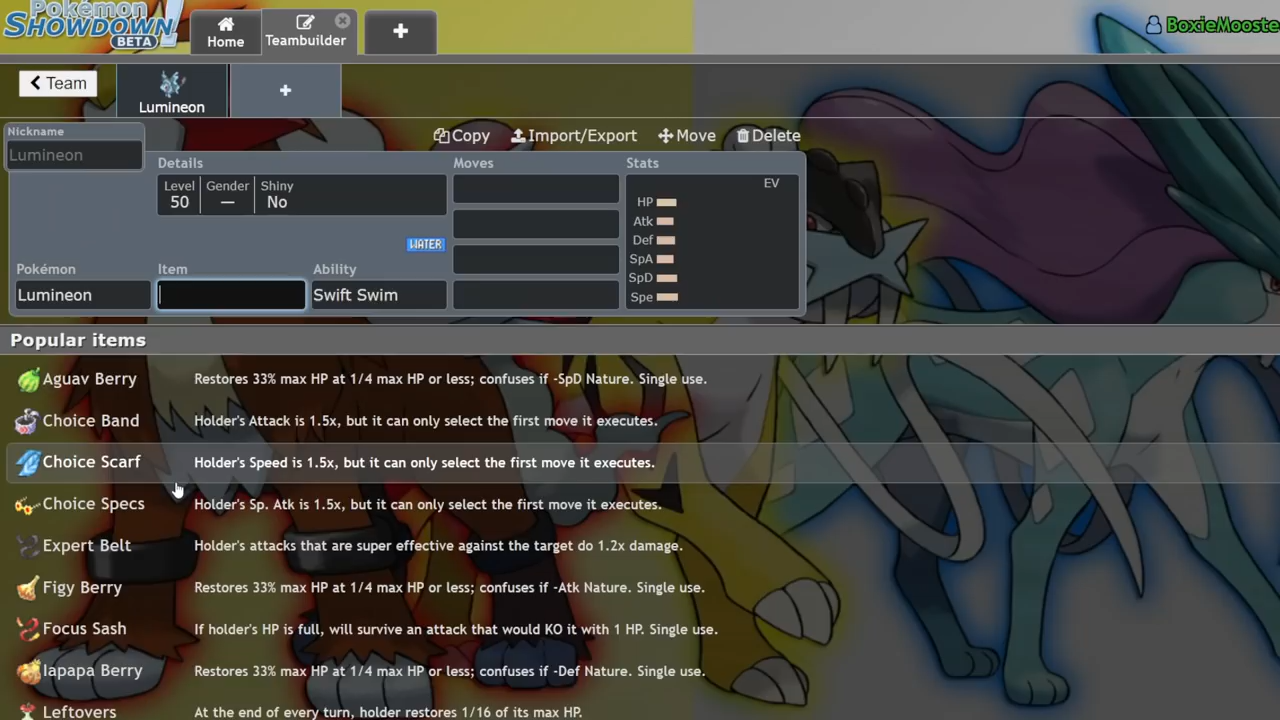 Pokémon
SHOWDOWN!
BETA
Home
Teambuilder
+
BoxieMooste
Team
Lumineon
+
Nickname
Lumineon
Copy Import/Export Move Delete
Details
Moves
Stats
Level Gender Shiny
50 — No
EV
HP
Atk
Def
SpA
SpD
Spe
WATER
Pokémon
Item
Ability
Lumineon
Swift Swim
Popular items
Aguav Berry Restores 33% max HP at 1/4 max HP or less; confuses if -SpD Nature. Single use.
Choice Band Holder's Attack is 1.5x, but it can only select the first move it executes.
Choice Scarf Holder's Speed is 1.5x, but it can only select the first move it executes.
Choice Specs Holder's Sp. Atk is 1.5x, but it can only select the first move it executes.
Expert Belt Holder's attacks that are super effective against the target do 1.2x damage.
Figy Berry Restores 33% max HP at 1/4 max HP or less; confuses if -Atk Nature. Single use.
Focus Sash If holder's HP is full, will survive an attack that would KO it with 1 HP. Single use.
Iapapa Berry Restores 33% max HP at 1/4 max HP or less; confuses if -Def Nature. Single use.
Leftovers At the end of every turn, holder restores 1/16 of its max HP.